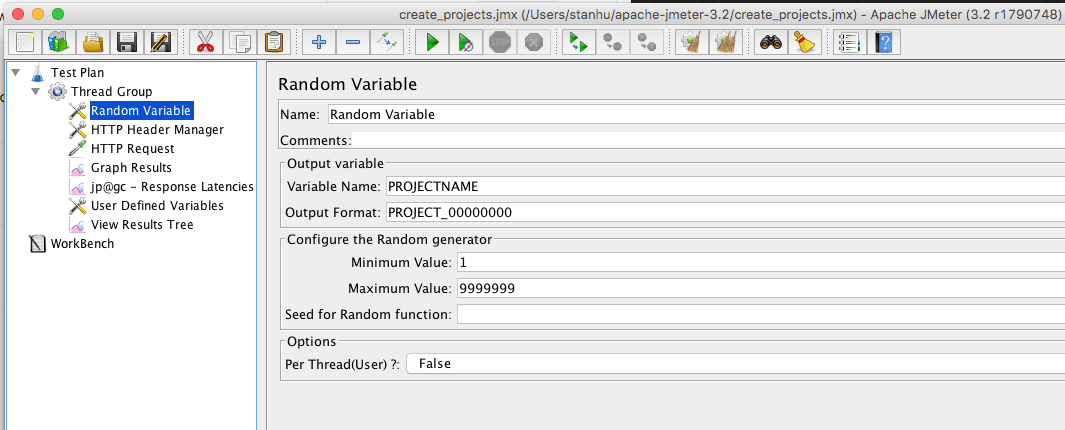 create_projects.jmx (/Users/stanhu/apache-jmeter-3.2/create_projects.jmx) - Apache JMeter (3.2 r1790748)
STOP
Test Plan
Thread Group
Random Variable
HTTP Header Manager
HTTP Request
Graph Results
jp@gc - Response Latencies
User Defined Variables
View Results Tree
WorkBench
Random Variable
Name: Random Variable
Comments:
Output variable
Variable Name: PROJECTNAME
Output Format: PROJECT_00000000
Configure the Random generator
Minimum Value: 1
Maximum Value: 9999999
Seed for Random function:
Options
Per Thread(User) ?: False